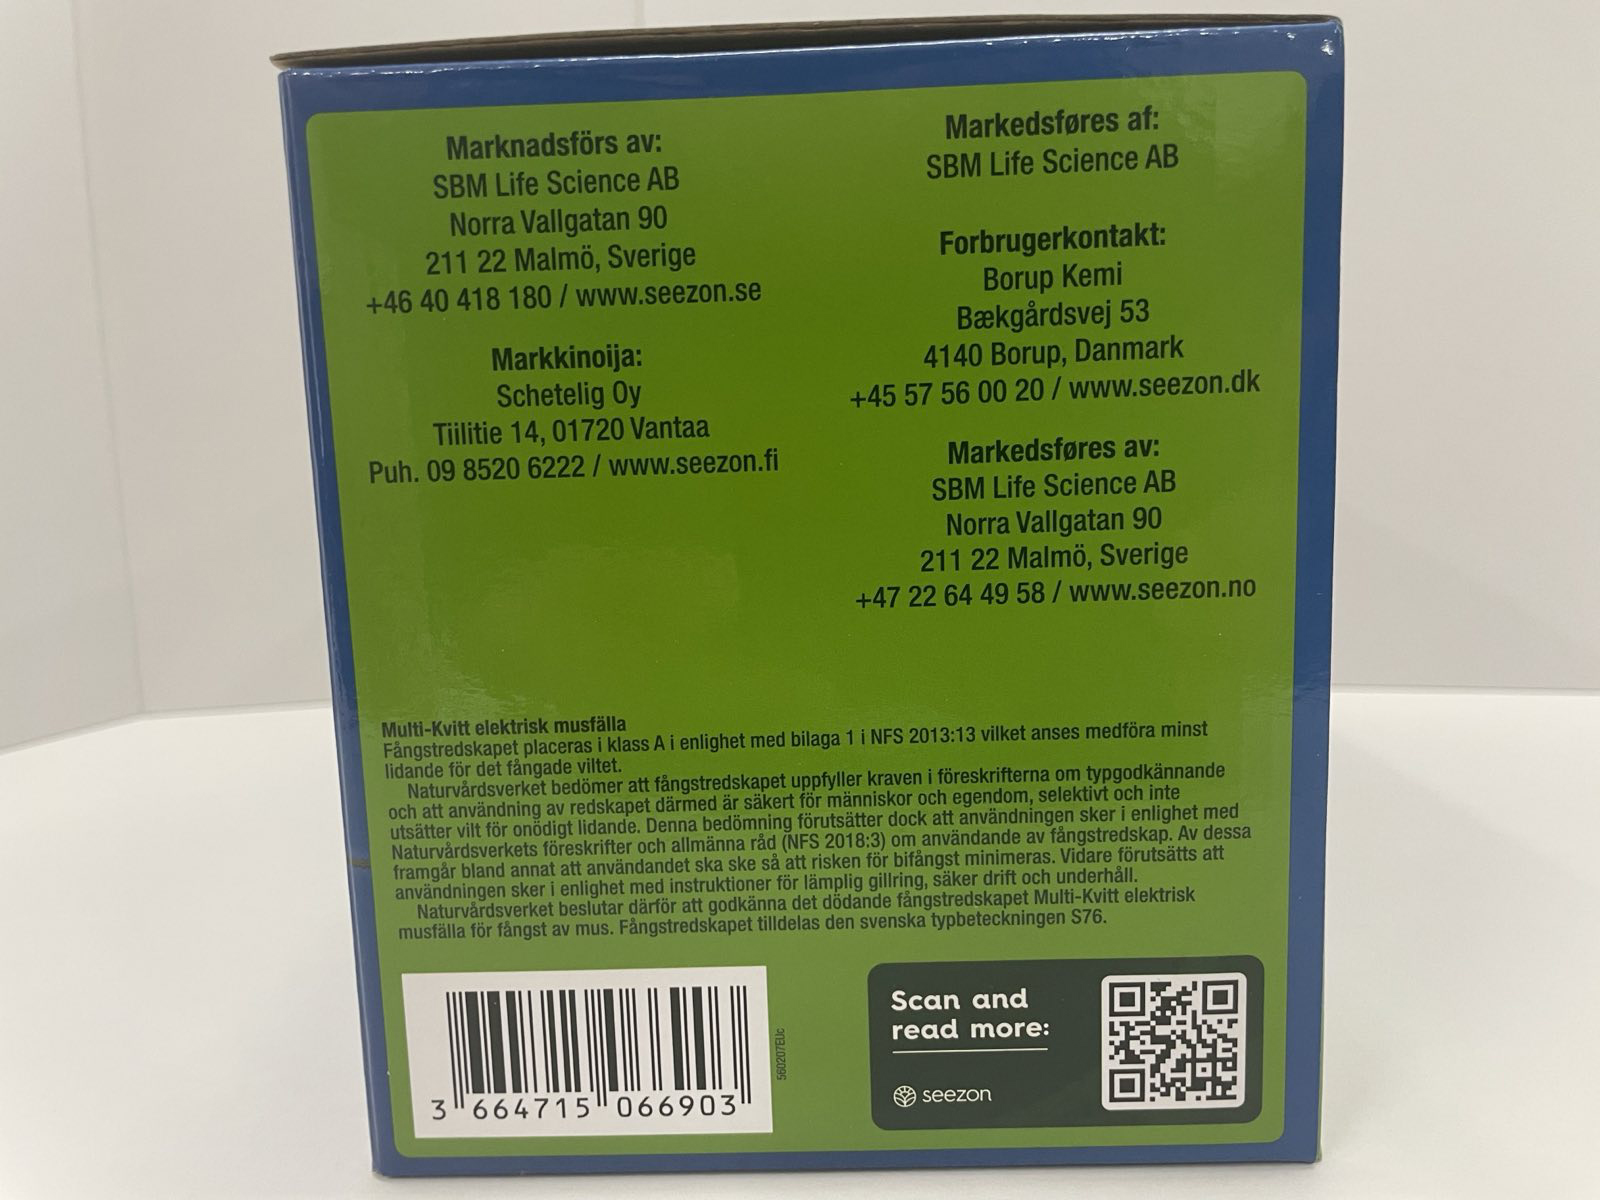 Marknadsförs av:
SBM Life Science AB
Norra Vallgatan 90
211 22 Malmö, Sverige
+46 40 418 180 / www.seezon.se
Markkinoija:
Schetelig Oy
Tiilitie 14, 01720 Vantaa
Puh. 09 8520 6222 / www.seezon.fi
Markedsføres af:
SBM Life Science AB
Forbrugerkontakt:
Borup Kemi
Bækgårdsvej 53
4140 Borup, Danmark
+45 57 56 00 20 / www.seezon.dk
Markedsføres av:
SBM Life Science AB
Norra Vallgatan 90
211 22 Malmö, Sverige
+47 22 64 49 58 / www.seezon.no
Multi-Kvitt elektrisk musfälla
Fångstredskapet placeras i klass A i enlighet med bilaga 1 i NFS 2013:13 vilket anses medföra minst
lidande för det fångade viltet.
Naturvårdsverket bedömer att fångstredskapet uppfyller kraven i föreskrifterna om typgodkännande
och att användning av redskapet därmed är säkert för människor och egendom, selektivt och inte
utsätter vilt för onödigt lidande. Denna bedömning förutsätter dock att användningen sker i enlighet med
Naturvårdsverkets föreskrifter och allmänna råd (NFS 2018:3) om användande av fångstredskap. Av dessa
framgår bland annat att användandet ska ske så att risken för bifångst minimeras. Vidare förutsätts att
användningen sker i enlighet med instruktioner för lämplig gillring, säker drift och underhåll.
Naturvårdsverket beslutar därför att godkänna det dödande fångstredskapet Multi-Kvitt elektrisk
musfälla för fångst av mus. Fångstredskapet tilldelas den svenska typbeteckningen S76.
3 664715 066903
560207EUc
Scan and
read more:
seezon